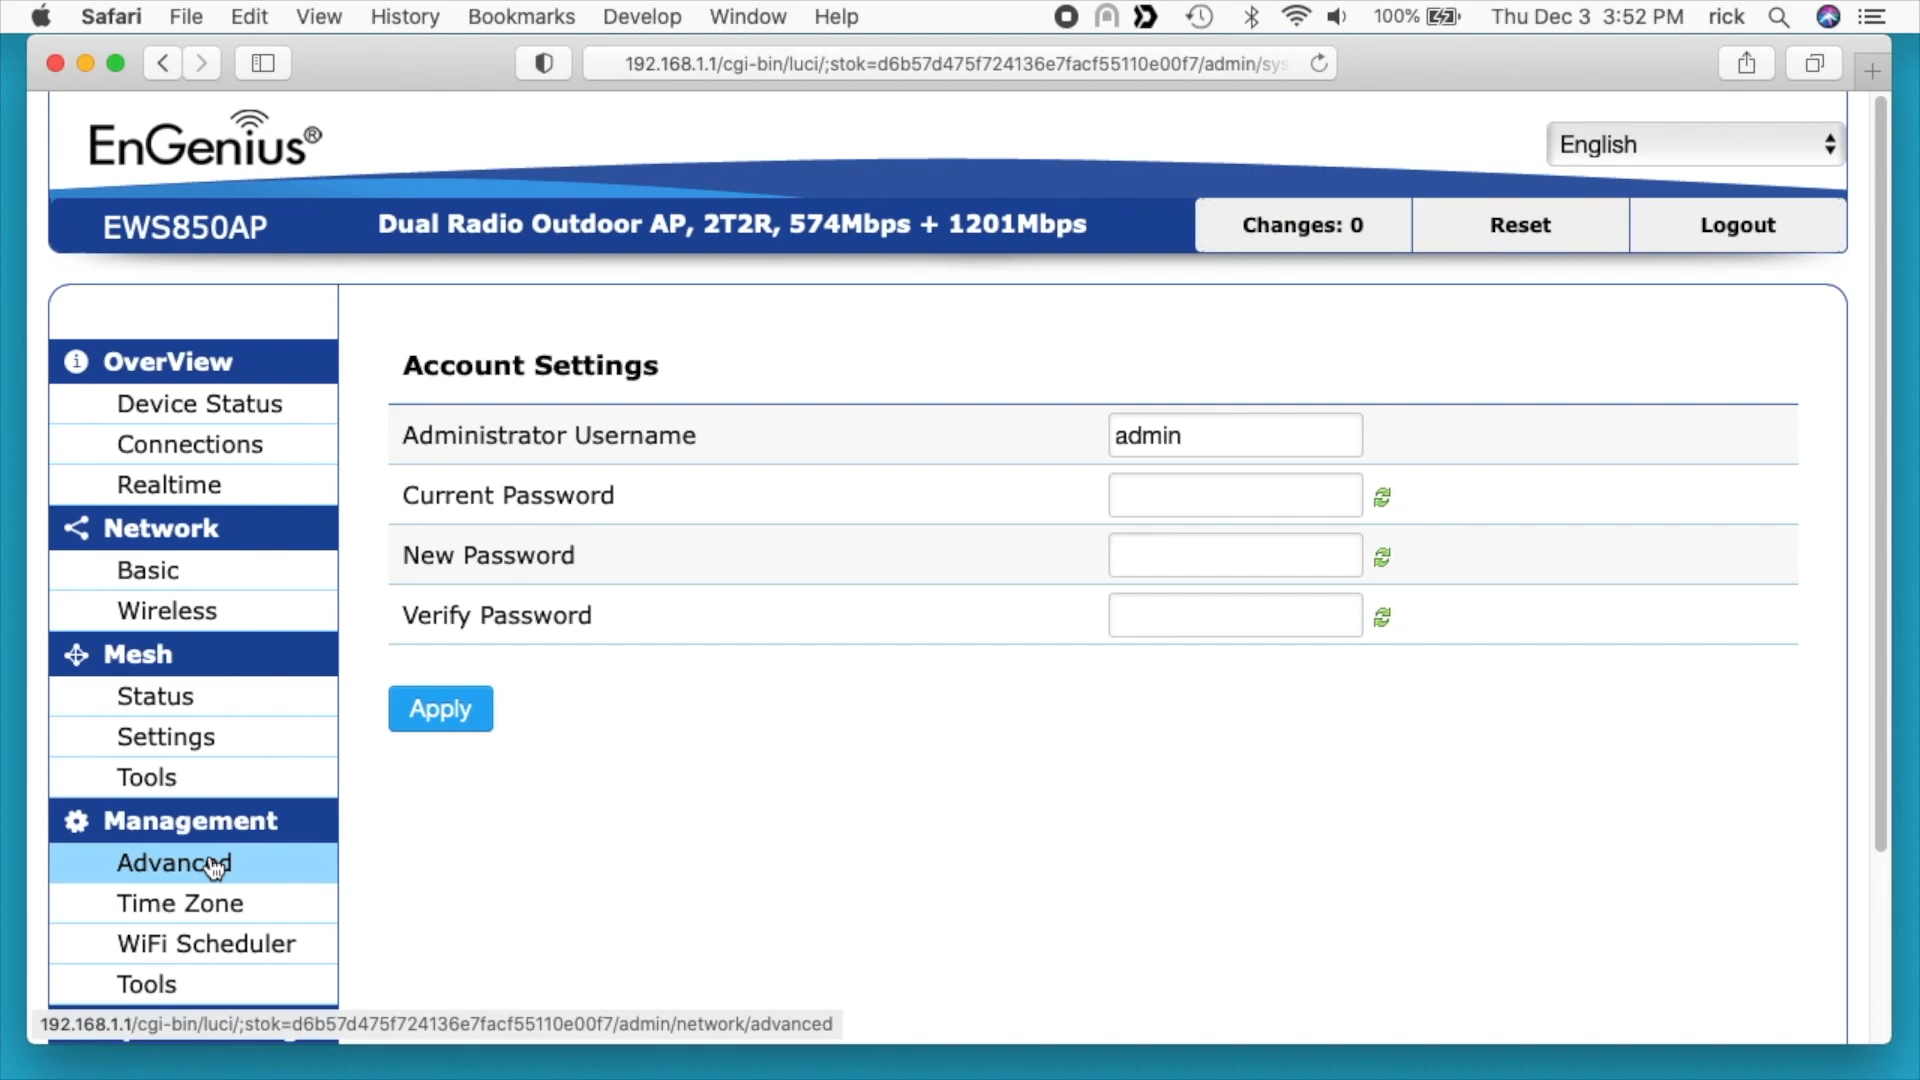 Safari File Edit View History Bookmarks Develop Window Help 100% Thu Dec 3 3:52 PM rick
192.168.1.1/cgi-bin/luci/;stok=d6b57d475f724136e7facf55110e00f7/admin/sys
EnGenius®
English
EWS850AP Dual Radio Outdoor AP, 2T2R, 574Mbps + 1201Mbps Changes: 0 Reset Logout
OverView
Device Status
Connections
Realtime
Network
Basic
Wireless
Mesh
Status
Settings
Tools
Management
Advanced
Time Zone
WiFi Scheduler
Tools
Account Settings
Administrator Username admin
Current Password
New Password
Verify Password
Apply
192.168.1.1/cgi-bin/luci/;stok=d6b57d475f724136e7facf55110e00f7/admin/network/advanced